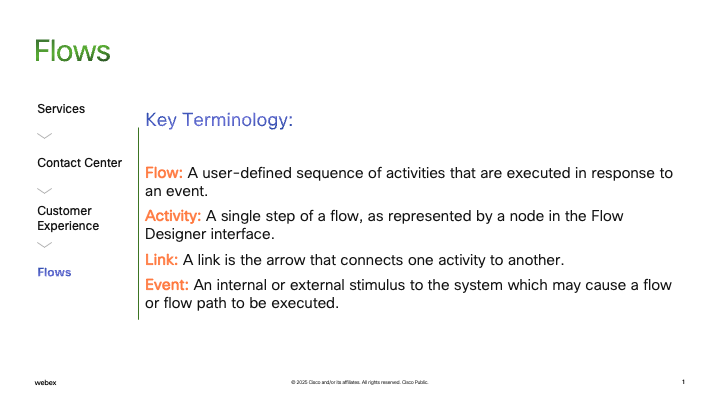 Flows
Services
Contact Center
Customer
Experience
Flows
Key Terminology:
Flow: A user-defined sequence of activities that are executed in response to
an event.
Activity: A single step of a flow, as represented by a node in the Flow
Designer interface.
Link: A link is the arrow that connects one activity to another.
Event: An internal or external stimulus to the system which may cause a flow
or flow path to be executed.
webex
© 2025 Cisco and/or its affiliates. All rights reserved. Cisco Public.
1